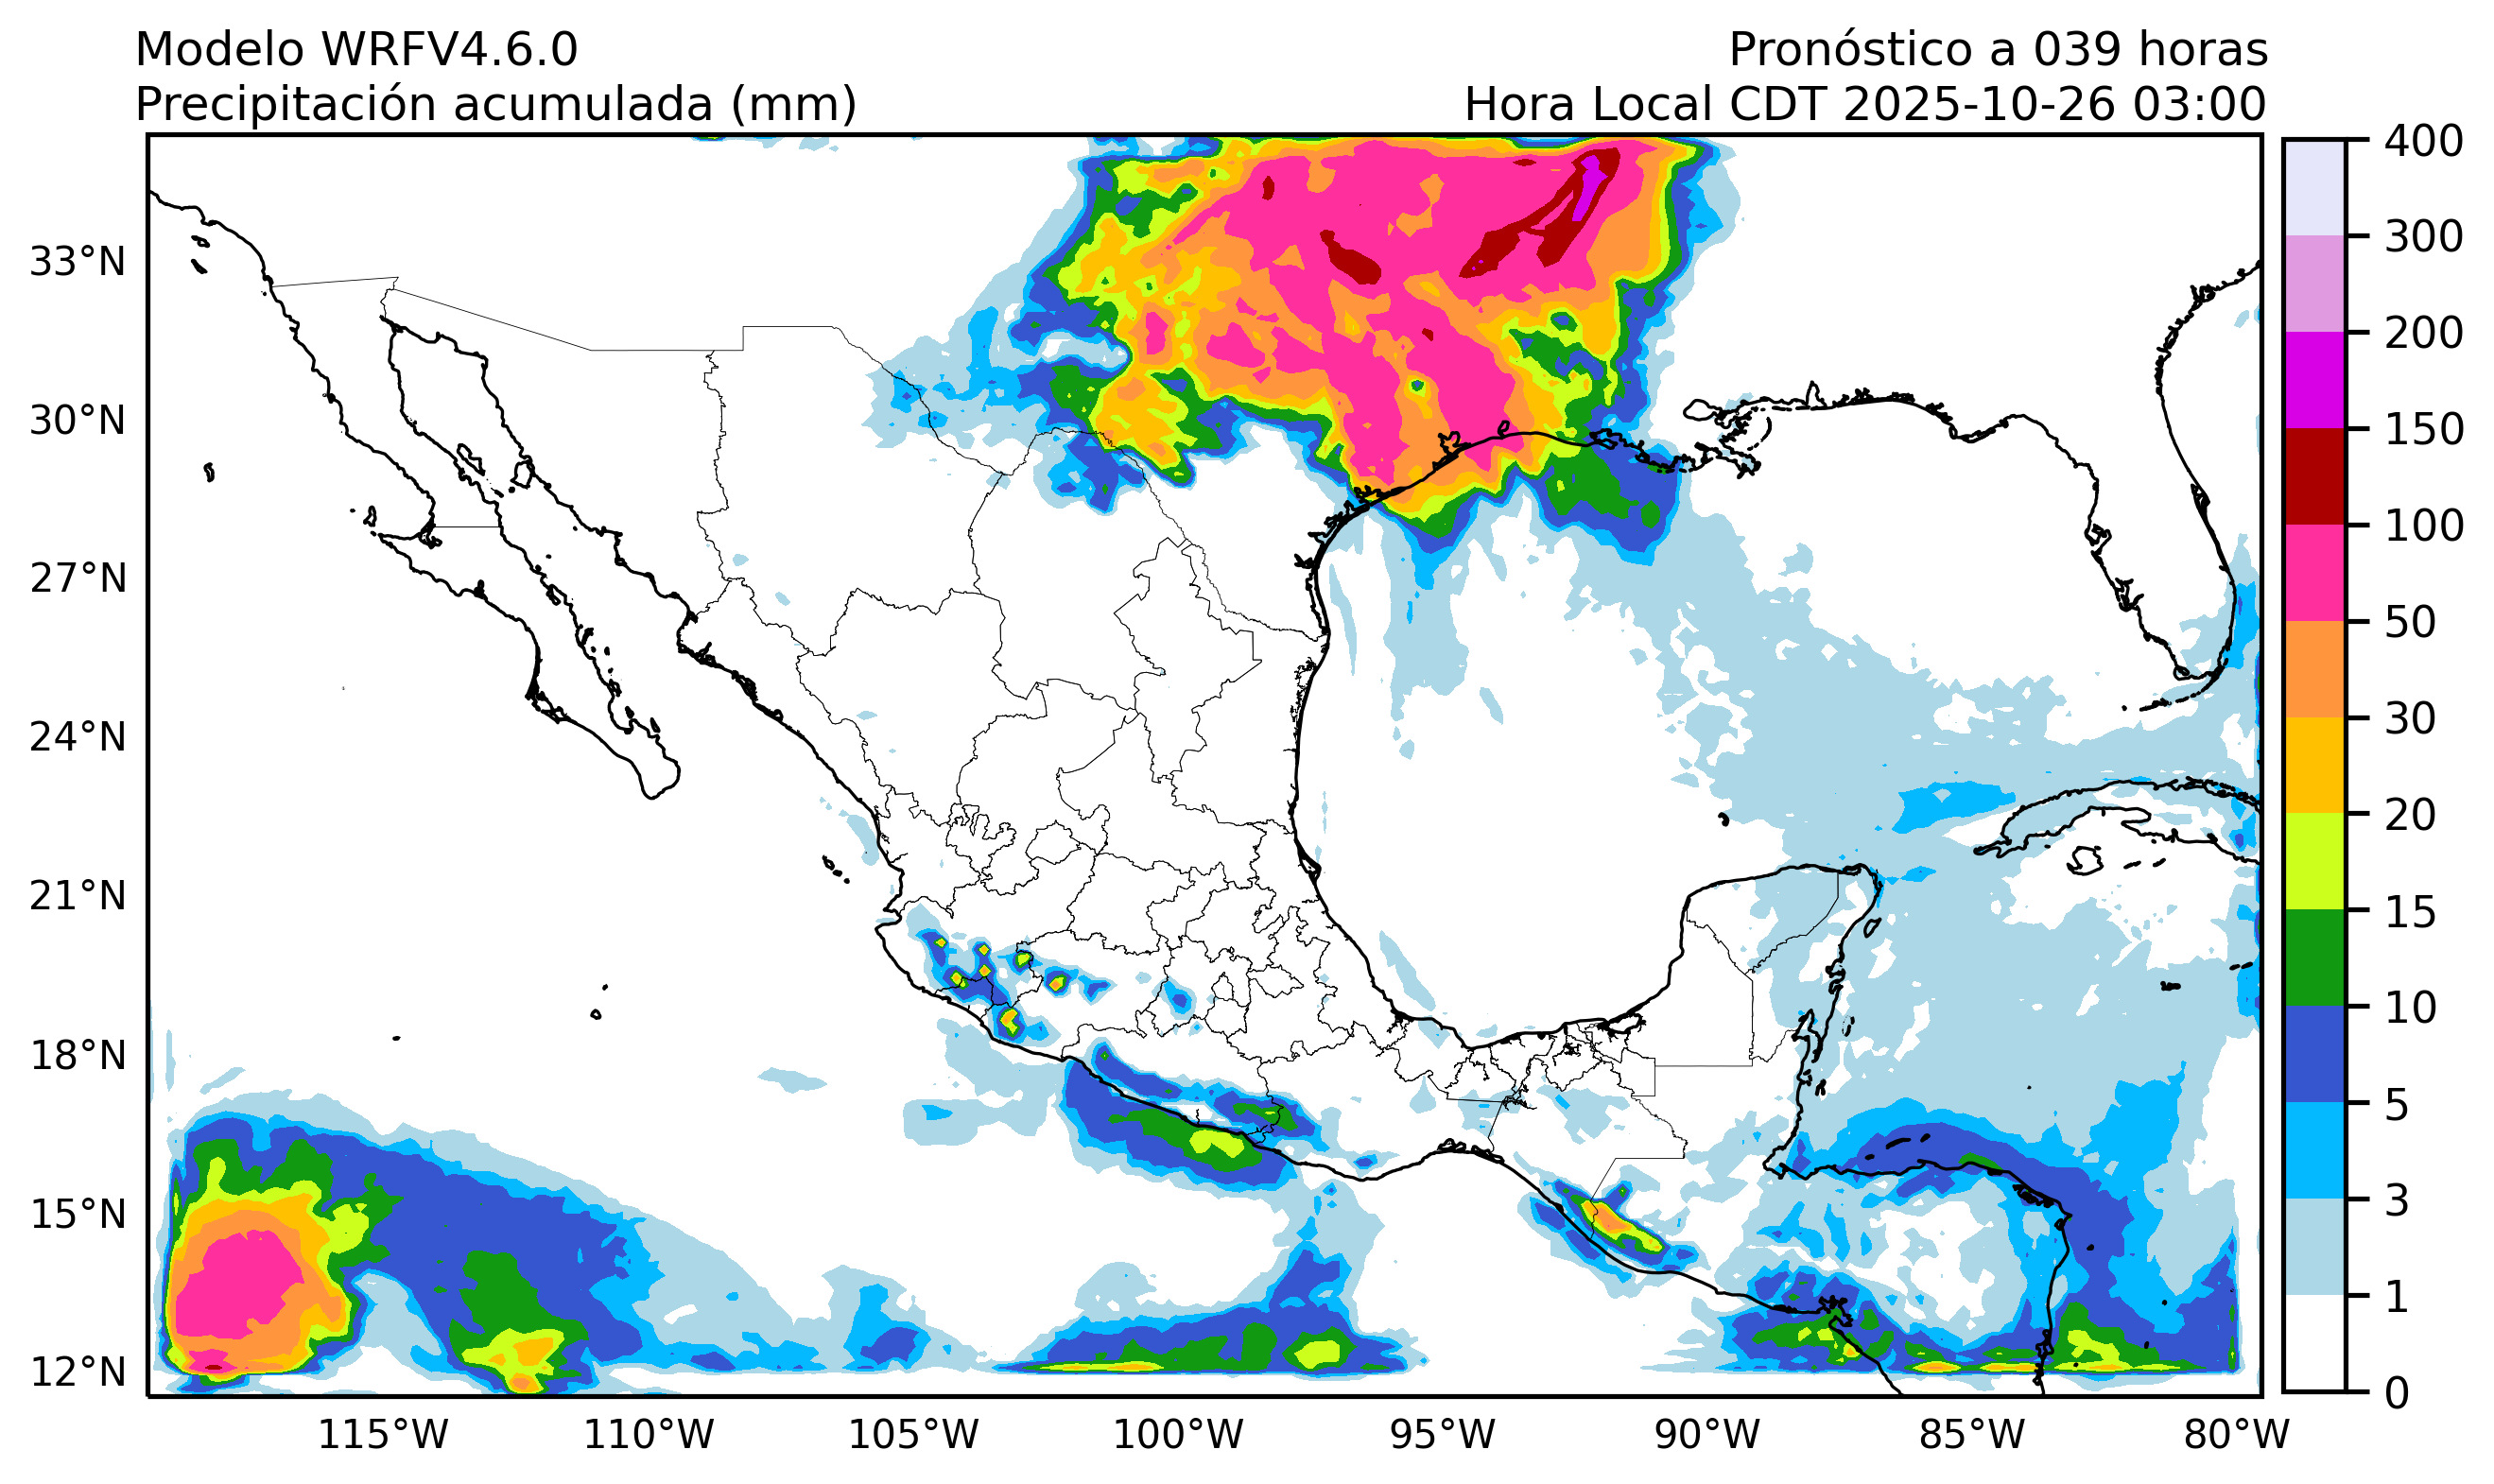 Modelo WRFV4.6.0
Pronóstico a 039 horas
Precipitación acumulada (mm)
Hora Local CDT 2025-10-26 03:00
33°N
30°N
27°N
24°N
21°N
18°N
15°N
12°N
115°W
110°W
105°W
100°W
95°W
90°W
85°W
80°W
400
300
200
150
100
50
30
20
15
10
5
3
1
0